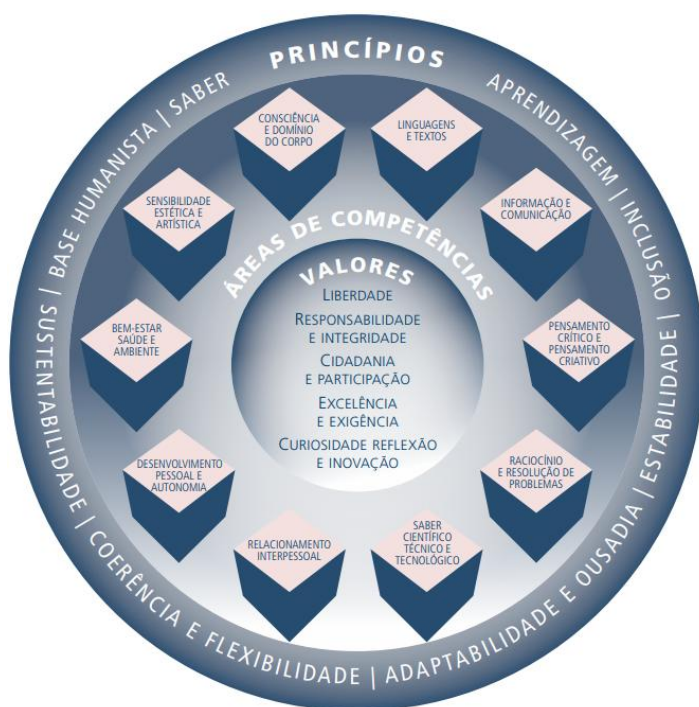 PRINCÍPIOS
BASE HUMANISTA | SABER
APRENDIZAGEM | INCLUSÃO |
ESTABILIDADE |
ADAPTABILIDADE E OUSADIA |
COERÊNCIA E FLEXIBILIDADE |
SUSTENTABILIDADE |
ÁREAS DE COMPETÊNCIAS
CONSCIÊNCIA
E DOMÍNIO
DO CORPO
LINGUAGENS
E TEXTOS
INFORMAÇÃO E
COMUNICAÇÃO
PENSAMENTO
CRÍTICO E
PENSAMENTO
CRIATIVO
RACIOCÍNIO
E RESOLUÇÃO DE
PROBLEMAS
SABER
CIENTÍFICO
TÉCNICO E
TECNOLÓGICO
RELACIONAMENTO
INTERPESSOAL
DESENVOLVIMENTO
PESSOAL E
AUTONOMIA
BEM-ESTAR
SAÚDE E
AMBIENTE
SENSIBILIDADE
ESTÉTICA E
ARTÍSTICA
VALORES
LIBERDADE
RESPONSABILIDADE
E INTEGRIDADE
CIDADANIA
E PARTICIPAÇÃO
EXCELÊNCIA
E EXIGÊNCIA
CURIOSIDADE REFLEXÃO
E INOVAÇÃO